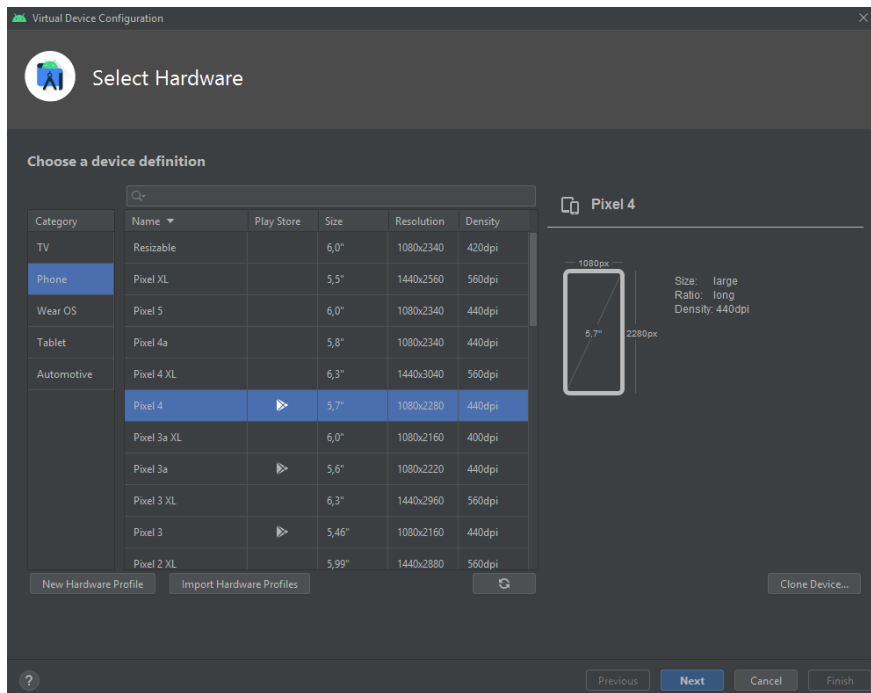 Virtual Device Configuration
Select Hardware
Choose a device definition
Category Name Play Store Size Resolution Density
TV Resizable 6,0" 1080x2340 420dpi
Phone Pixel XL 5,5" 1440x2560 560dpi
Wear OS Pixel 5 6,0" 1080x2340 440dpi
Tablet Pixel 4a 5,8" 1080x2340 440dpi
Automotive Pixel 4 XL 6,3" 1440x3040 560dpi
Pixel 4 5,7" 1080x2280 440dpi
Pixel 3a XL 6,0" 1080x2160 400dpi
Pixel 3a 5,6" 1080x2220 440dpi
Pixel 3 XL 6,3" 1440x2960 560dpi
Pixel 3 5,46" 1080x2160 440dpi
Pixel 2 XL 5,99" 1440x2880 560dpi
New Hardware Profile Import Hardware Profiles
Pixel 4
1080px
5,7" 2280px
Size: large
Ratio: long
Density: 440dpi
Clone Device...
? Previous Next Cancel Finish